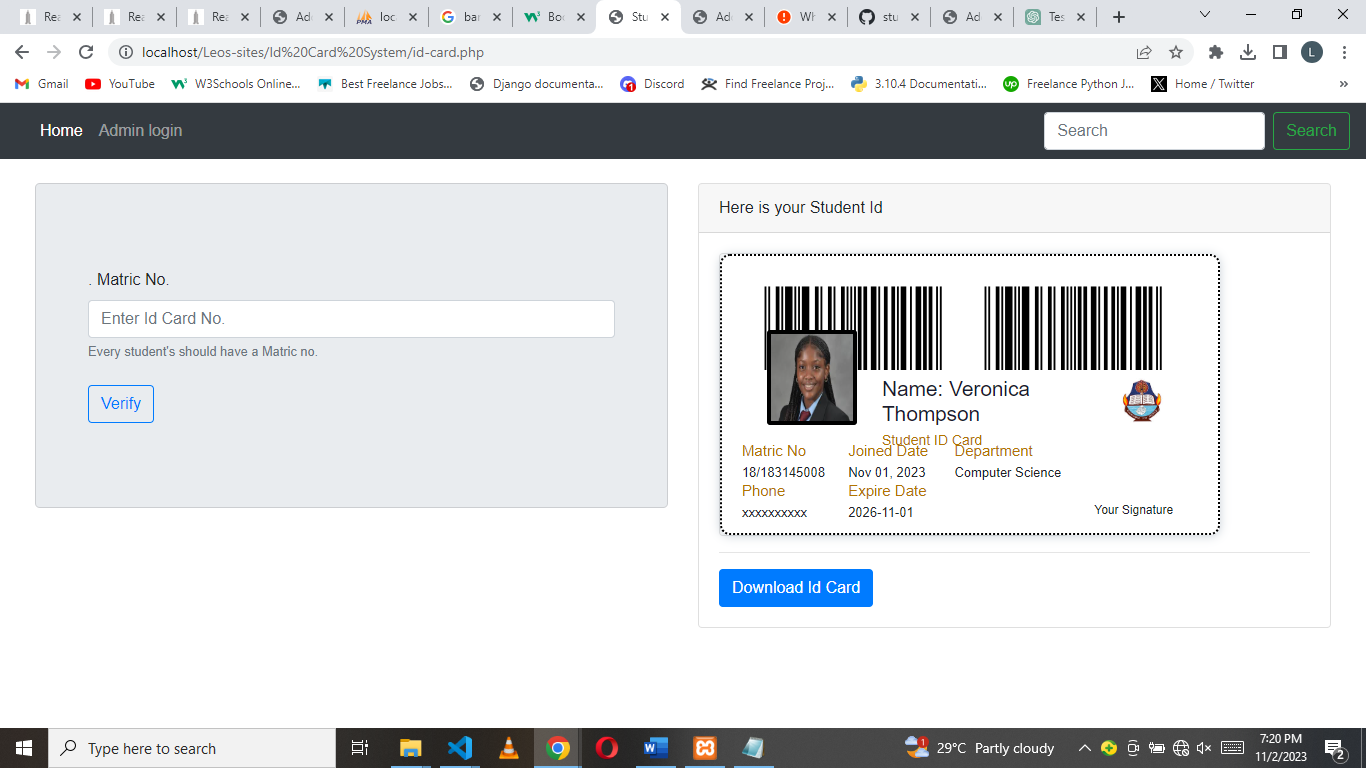 Rea
Rea
Rea
Ade
loc
bar
Boo
Stu
Ade
Wh
stu
Ad
Tes
localhost/Leos-sites/Id%20Card%20System/id-card.php
L
Gmail
YouTube
W3Schools Online...
Best Freelance Jobs...
Django documenta...
Discord
Find Freelance Proj...
3.10.4 Documentati...
Freelance Python J...
Home / Twitter
»
Home
Admin login
Search
Search
. Matric No.
Enter Id Card No.
Every student's should have a Matric no.
Verify
Here is your Student Id
Name: Veronica
Thompson
Student ID Card
Matric No
Joined Date
Department
18/183145008
Nov 01, 2023
Computer Science
Phone
Expire Date
xxxxxxxxxx
2026-11-01
Your Signature
Download Id Card
Type here to search
29°C Partly cloudy
7:20 PM
11/2/2023
2